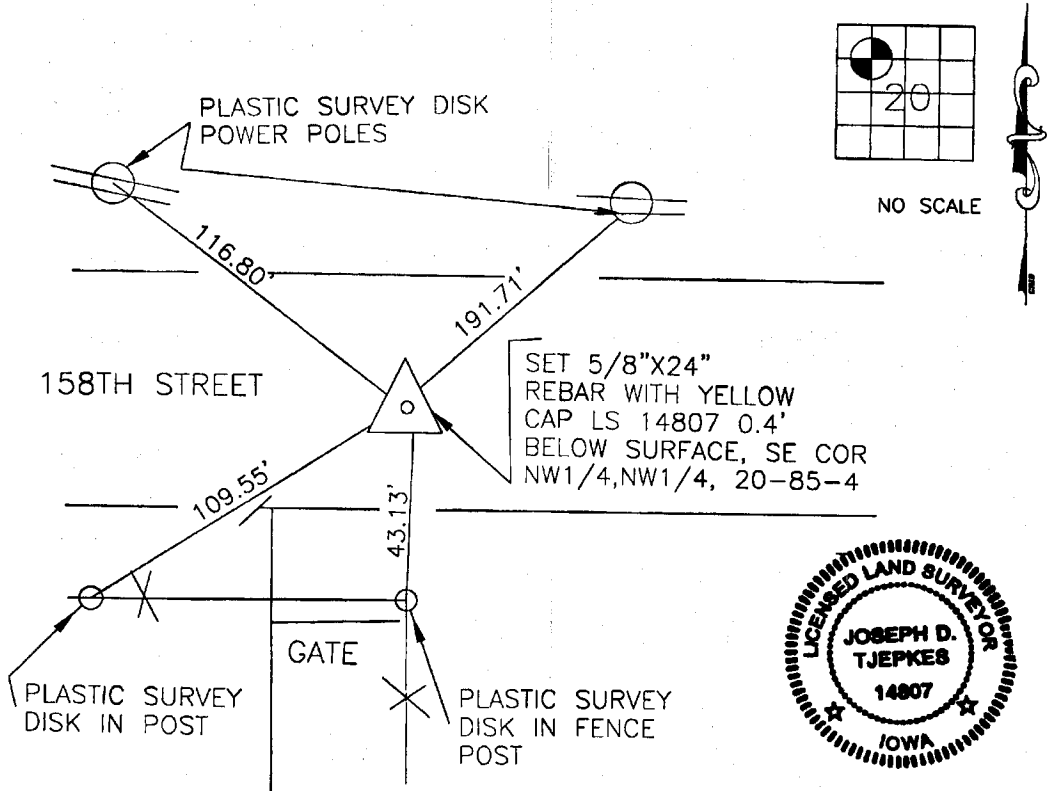 PLASTIC SURVEY DISK
POWER POLES
20
NO SCALE
116.80'
191.71'
158TH STREET
SET 5/8"X24"
REBAR WITH YELLOW
CAP LS 14807 0.4'
BELOW SURFACE, SE COR
NW1/4,NW1/4, 20-85-4
109.55'
43.13'
GATE
PLASTIC SURVEY
DISK IN POST
PLASTIC SURVEY
DISK IN FENCE
POST
LICENSED LAND SURVEYOR
JOSEPH D.
TJEPKES
14807
IOWA